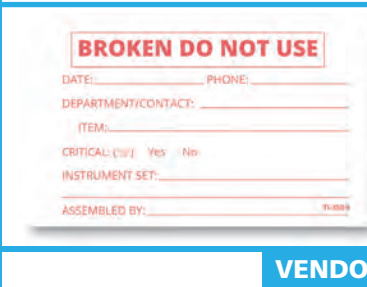 BROKEN DO NOT USE
DATE: PHONE:
DEPARTMENT/CONTACT:
ITEM:
CRITICAL: Yes No
INSTRUMENT SET:
ASSEMBLED BY:
VENDO